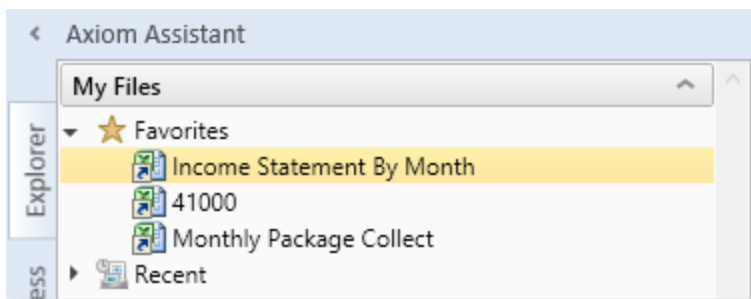 Axiom Assistant
My Files
Explorer
Favorites
Income Statement By Month
41000
Monthly Package Collect
Recent